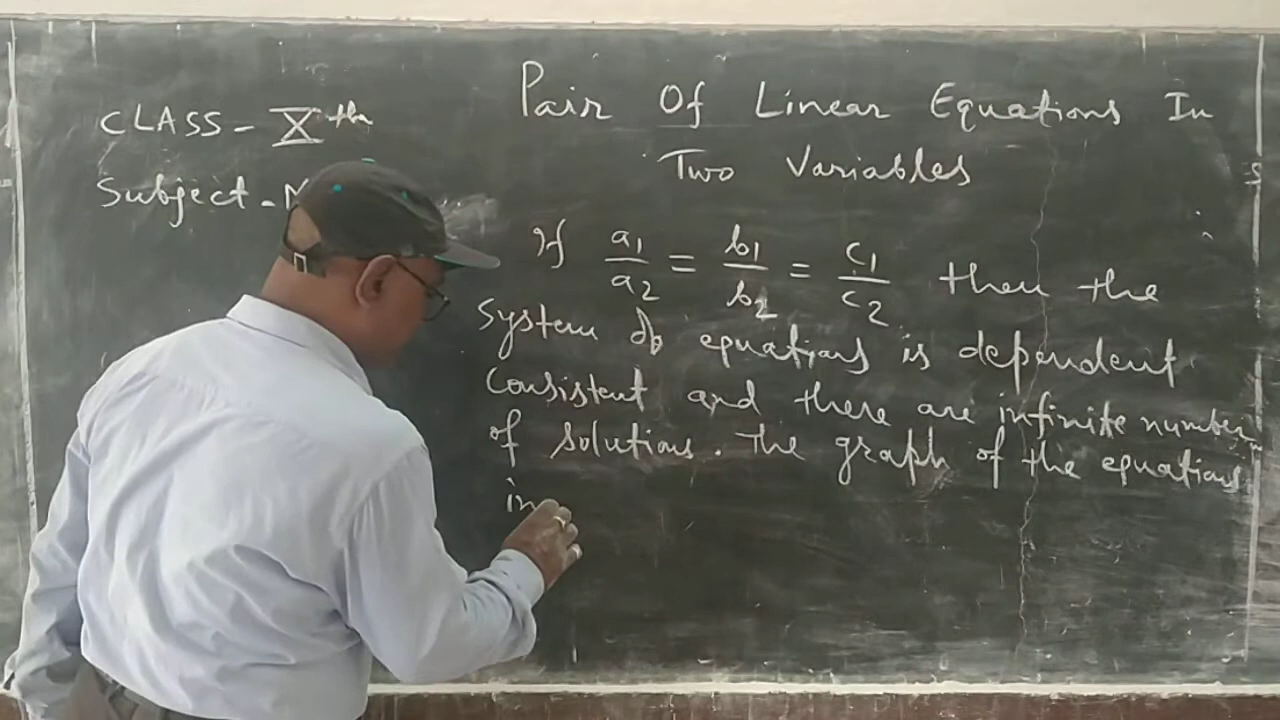 CLASS - Xth
Subject -
Pair Of Linear Equations In
Two Variables
If a1/a2 = b1/b2 = c1/c2 then the
System of equations is dependent
Consistent and there are infinite number
of solutions. The graph of the equations
in